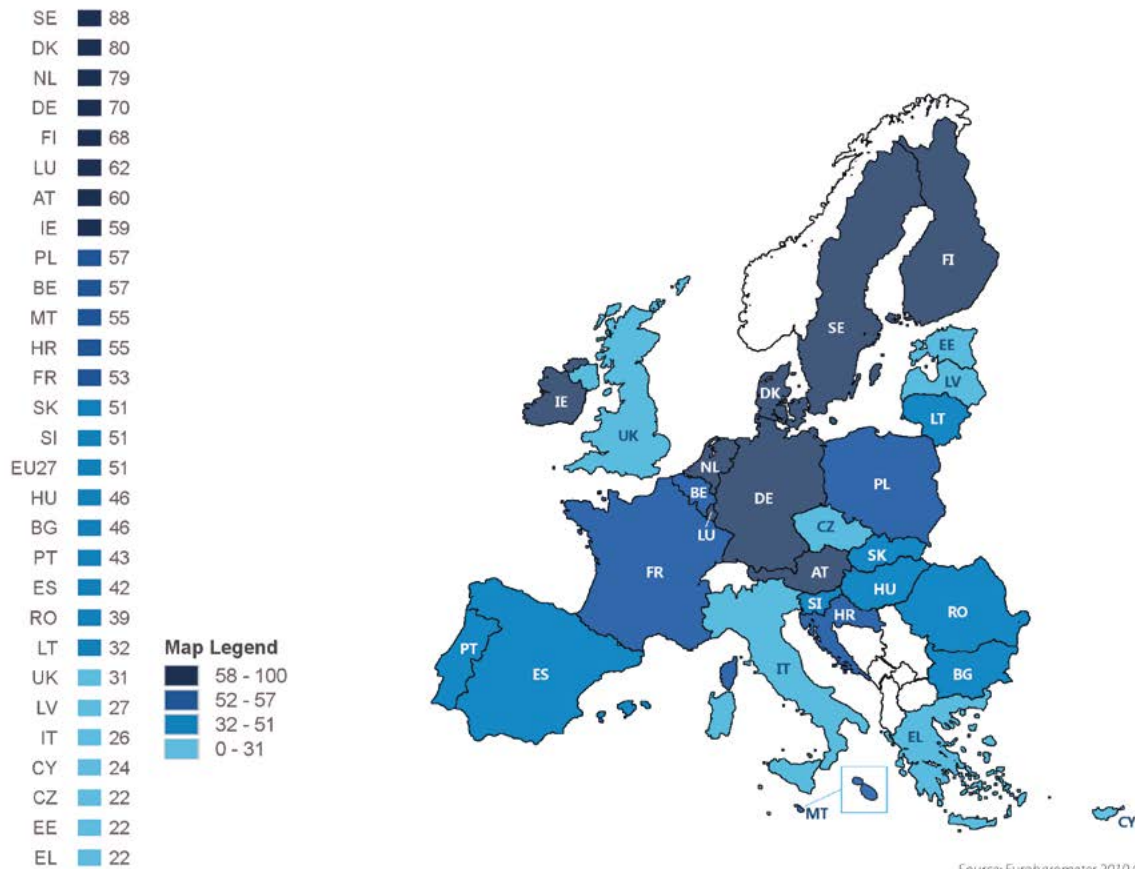 SE 88
DK 80
NL 79
DE 70
FI 68
LU 62
AT 60
IE 59
PL 57
BE 57
MT 55
HR 55
FR 53
SK 51
SI 51
EU27 51
HU 46
BG 46
PT 43
ES 42
RO 39
LT 32
UK 31
LV 27
IT 26
CY 24
CZ 22
EE 22
EL 22
Map Legend
58 - 100
52 - 57
32 - 51
0 - 31
FI
SE
EE
LV
LT
DK
IE
UK
NL
BE
DE
PL
LU
CZ
SK
FR
AT
HU
SI
HR
RO
PT
ES
IT
BG
EL
MT
CY
Source: Eurobarometer 2010